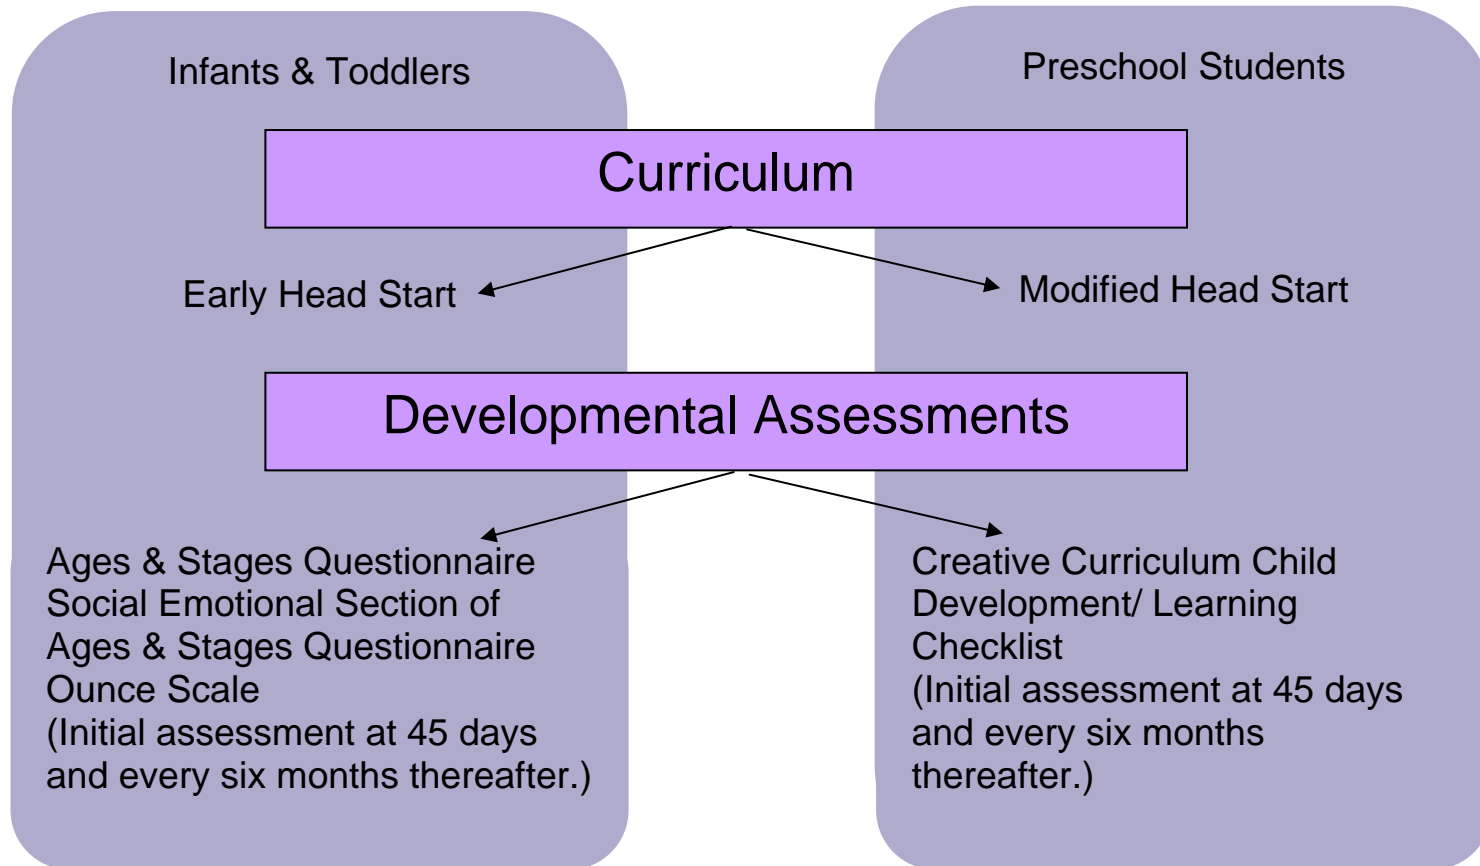 Infants & Toddlers
Preschool Students
Curriculum
Early Head Start
Modified Head Start
Developmental Assessments
Ages & Stages Questionnaire
Social Emotional Section of
Ages & Stages Questionnaire
Ounce Scale
(Initial assessment at 45 days
and every six months thereafter.)
Creative Curriculum Child
Development/ Learning
Checklist
(Initial assessment at 45 days
and every six months
thereafter.)